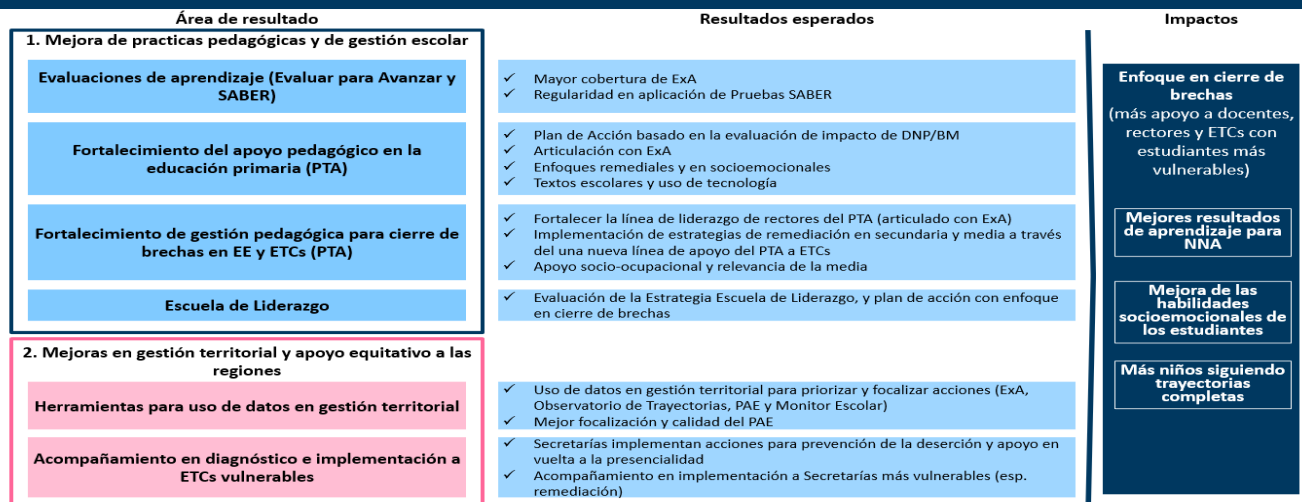 Área de resultado
Resultados esperados
Impactos
1. Mejora de practicas pedagógicas y de gestión escolar
Evaluaciones de aprendizaje (Evaluar para Avanzar y
SABER)
✓ Mayor cobertura de ExA
✓ Regularidad en aplicación de Pruebas SABER
Fortalecimiento del apoyo pedagógico en la
educación primaria (PTA)
✓ Plan de Acción basado en la evaluación de impacto de DNP/BM
✓ Articulación con ExA
✓ Enfoques remediales y en socioemocionales
✓ Textos escolares y uso de tecnología
Fortalecimiento de gestión pedagógica para cierre de
brechas en EE y ETCs (PTA)
✓ Fortalecer la línea de liderazgo de rectores del PTA (articulado con ExA)
✓ Implementación de estrategias de remediación en secundaria y media a través
del una nueva línea de apoyo del PTA a ETCs
✓ Apoyo socio-ocupacional y relevancia de la media
Escuela de Liderazgo
✓ Evaluación de la Estrategia Escuela de Liderazgo, y plan de acción con enfoque
en cierre de brechas
2. Mejoras en gestión territorial y apoyo equitativo a las
regiones
Herramientas para uso de datos en gestión territorial
✓ Uso de datos en gestión territorial para priorizar y focalizar acciones (ExA,
Observatorio de Trayectorias, PAE y Monitor Escolar)
✓ Mejor focalización y calidad del PAE
Acompañamiento en diagnóstico e implementación a
ETCs vulnerables
✓ Secretarías implementan acciones para prevención de la deserción y apoyo en
vuelta a la presencialidad
✓ Acompañamiento en implementación a Secretarías más vulnerables (esp.
remediación)
Enfoque en cierre de
brechas
(más apoyo a docentes,
rectores y ETCs con
estudiantes más
vulnerables)
Mejores resultados
de aprendizaje para
NNA
Mejora de las
habilidades
socioemocionales de
los estudiantes
Más niños siguiendo
trayectorias
completas